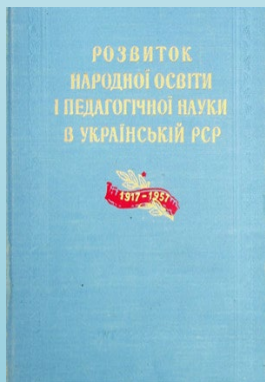 РОЗВИТОК
НАРОДНОЇ ОСВІТИ
І ПЕДАГОГІЧНОЇ НАУКИ
В УКРАЇНСЬКІЙ РСР
1917-1957